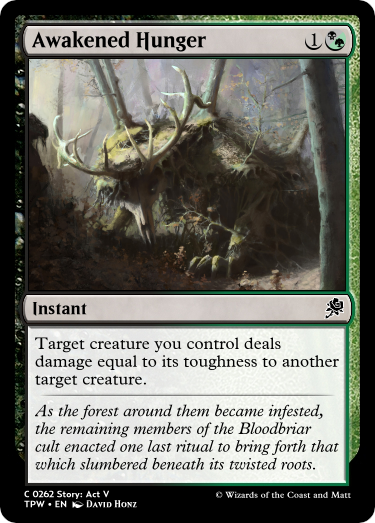 Awakened Hunger 1
Instant
Target creature you control deals
damage equal to its toughness to another
target creature.
As the forest around them became infested,
the remaining members of the Bloodbriar
cult enacted one last ritual to bring forth that
which slumbered beneath its twisted roots.
C 0262 Story: Act V
TPW • EN David Honz
© Wizards of the Coast and Matt